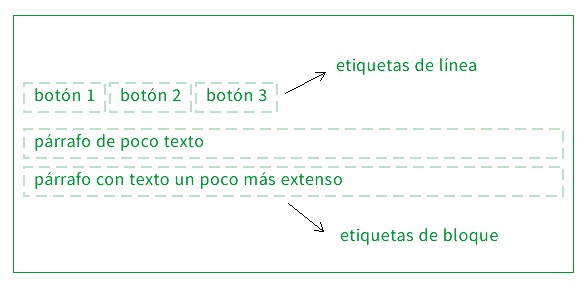 etiquetas de línea
botón 1 botón 2 botón 3
párrafo de poco texto
párrafo con texto un poco más extenso
etiquetas de bloque